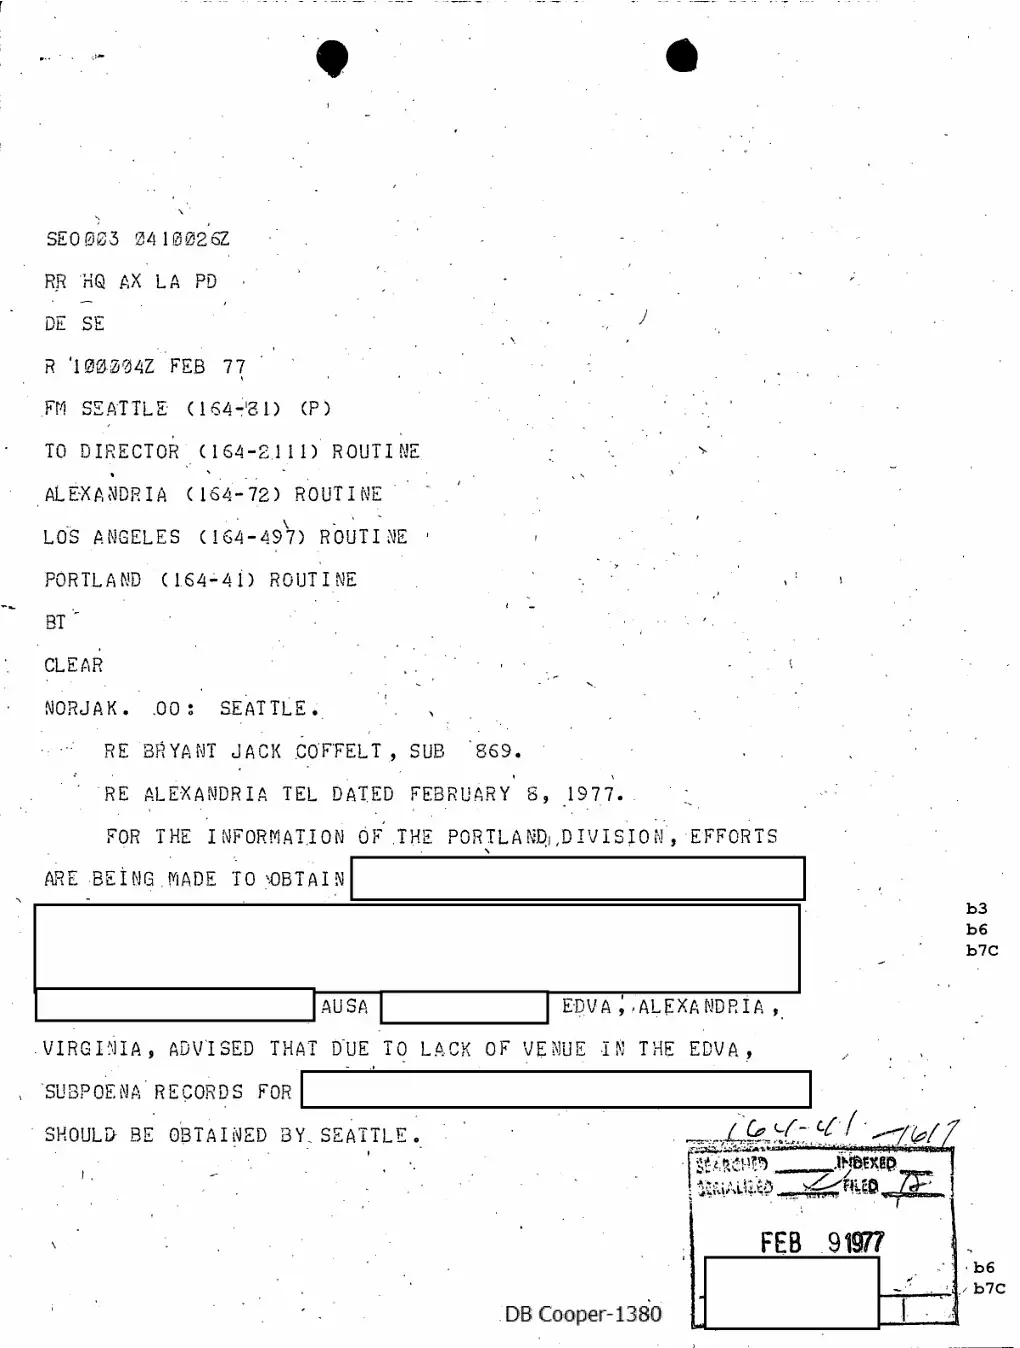 SE0003 0410026Z
RR HQ AX LA PD
DE SE
R 100004Z FEB 77
FM SEATTLE (164-81) (P)
TO DIRECTOR (164-2111) ROUTINE
ALEXANDRIA (164-72) ROUTINE
LOS ANGELES (164-497) ROUTINE
PORTLAND (164-41) ROUTINE
BT
CLEAR
NORJAK. OO: SEATTLE.
RE BRYANT JACK COFFELT, SUB 869.
RE ALEXANDRIA TEL DATED FEBRUARY 8, 1977.
FOR THE INFORMATION OF THE PORTLAND DIVISION, EFFORTS
ARE BEING MADE TO OBTAIN
b3
b6
b7C
AUSA EDVA, ALEXANDRIA,
VIRGINIA, ADVISED THAT DUE TO LACK OF VENUE IN THE EDVA,
SUBPOENA RECORDS FOR
SHOULD BE OBTAINED BY SEATTLE.
164-41-1617
SEARCHED INDEXED
SERIALIZED FILED
FEB 9 1977
b6
b7C
DB Cooper-1380